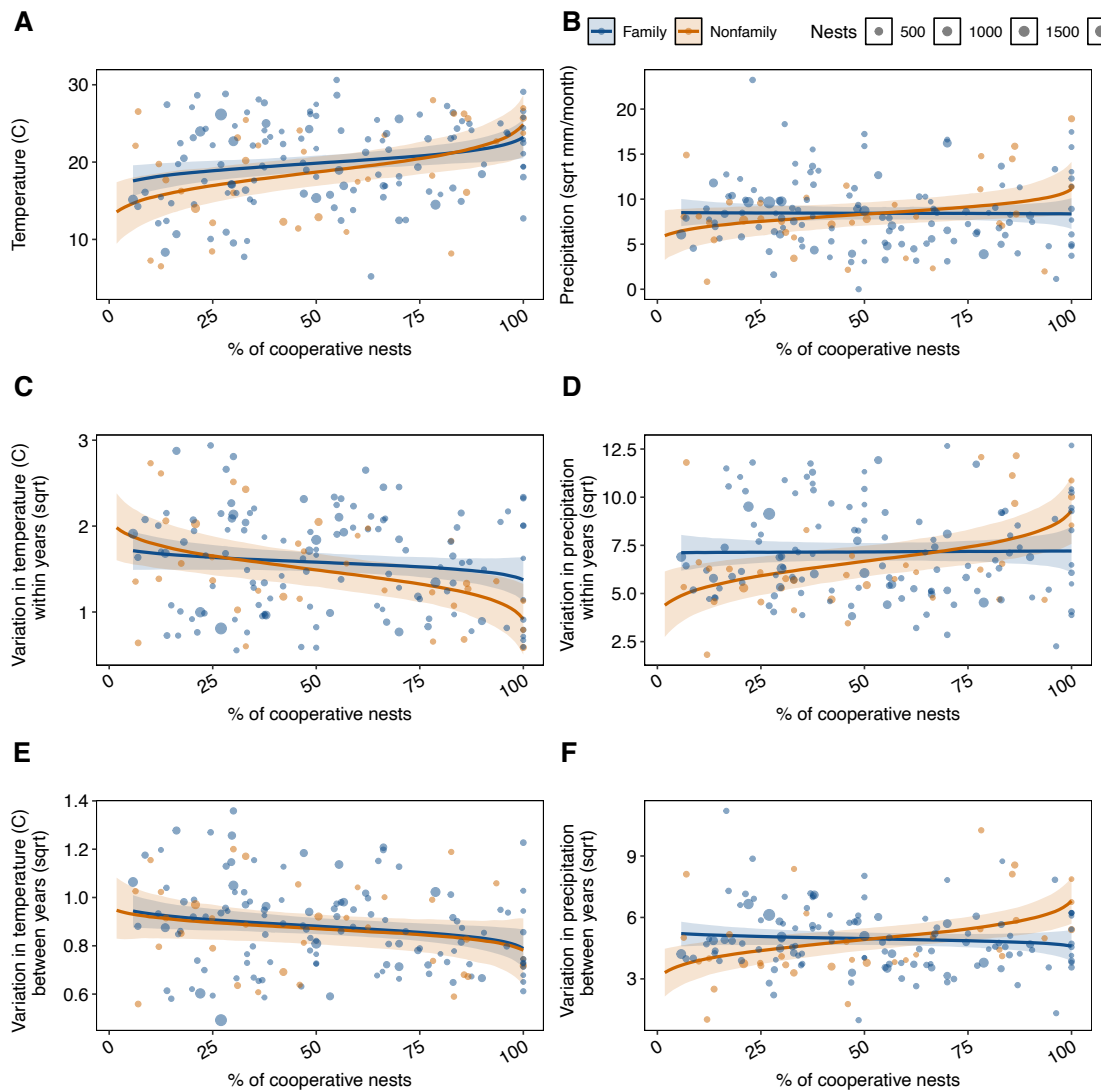 A
B
Family Nonfamily Nests 500 1000 1500
Temperature (C)
30
20
10
0 25 50 75 100
% of cooperative nests
Precipitation (sqrt mm/month)
20
15
10
5
0
0 25 50 75 100
% of cooperative nests
C
Variation in temperature (C)
within years (sqrt)
3
2
1
0 25 50 75 100
% of cooperative nests
D
Variation in precipitation
within years (sqrt)
12.5
10.0
7.5
5.0
2.5
0 25 50 75 100
% of cooperative nests
E
Variation in temperature (C)
between years (sqrt)
1.4
1.2
1.0
0.8
0.6
0 25 50 75 100
% of cooperative nests
F
Variation in precipitation
between years (sqrt)
9
6
3
0 25 50 75 100
% of cooperative nests